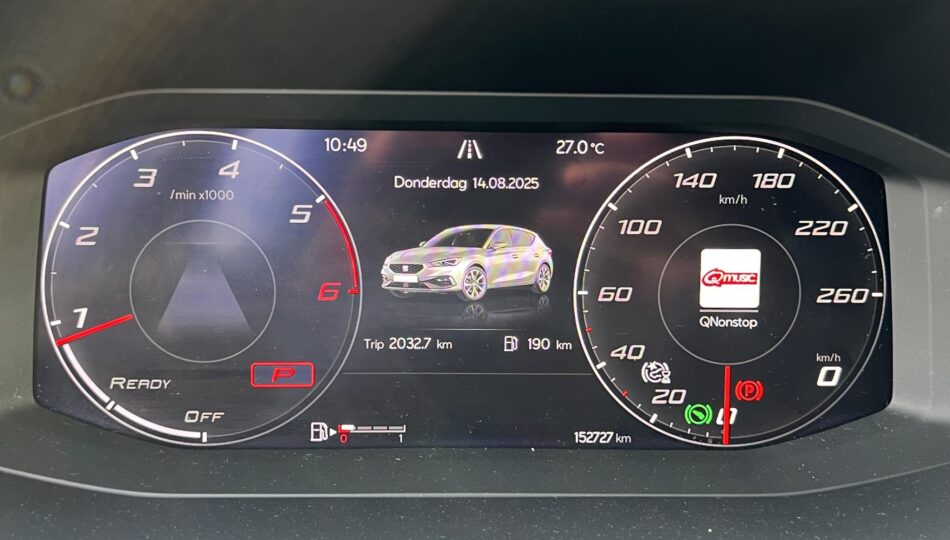 10:49
27.0 °C
Donderdag 14.08.2025
/min x1000
1
2
3
4
5
6
READY
OFF
P
SEAT
Trip 2032.7 km
190 km
0
1
152727 km
km/h
0
20
40
60
100
140
180
220
260
Q music
QNonstop
km/h
0
P